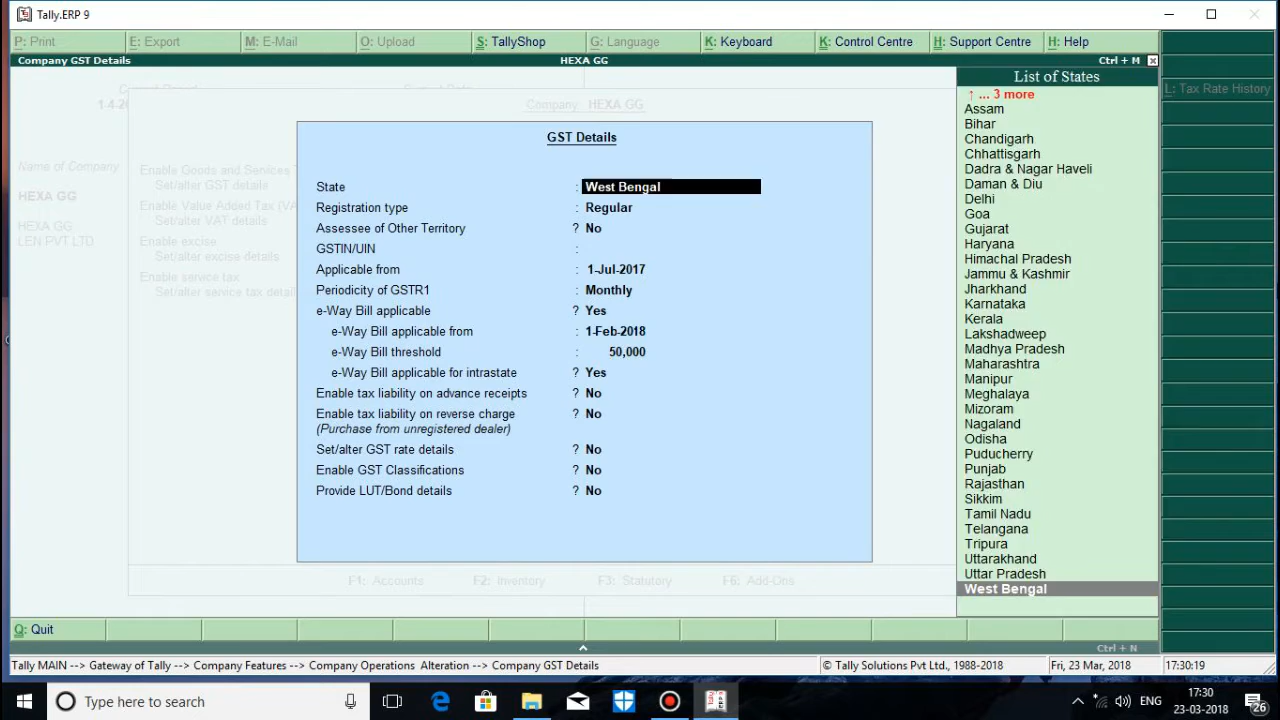 Tally.ERP 9
P: Print E: Export M: E-Mail O: Upload S: TallyShop G: Language K: Keyboard K: Control Centre H: Support Centre H: Help
Company GST Details HEXA GG Ctrl + M
List of States
L: Tax Rate History
↑ ... 3 more
Assam
Bihar
Chandigarh
Chhattisgarh
Dadra & Nagar Haveli
Daman & Diu
Delhi
Goa
Gujarat
Haryana
Himachal Pradesh
Jammu & Kashmir
Jharkhand
Karnataka
Kerala
Lakshadweep
Madhya Pradesh
Maharashtra
Manipur
Meghalaya
Mizoram
Nagaland
Odisha
Puducherry
Punjab
Rajasthan
Sikkim
Tamil Nadu
Telangana
Tripura
Uttarakhand
Uttar Pradesh
West Bengal
Company: HEXA GG
Name of Company
HEXA GG
HEXA GG
LEN PVT LTD
Enable Goods and Services
Set/alter GST details
Enable Value Added Tax (VA
Set/alter VAT details
Enable excise
Set/alter excise details
Enable service tax
Set/alter service tax detail
GST Details
State : West Bengal
Registration type : Regular
Assessee of Other Territory ? No
GSTIN/UIN :
Applicable from : 1-Jul-2017
Periodicity of GSTR1 : Monthly
e-Way Bill applicable ? Yes
e-Way Bill applicable from : 1-Feb-2018
e-Way Bill threshold : 50,000
e-Way Bill applicable for intrastate ? Yes
Enable tax liability on advance receipts ? No
Enable tax liability on reverse charge ? No
(Purchase from unregistered dealer)
Set/alter GST rate details ? No
Enable GST Classifications ? No
Provide LUT/Bond details ? No
F1: Accounts F2: Inventory F3: Statutory F6: Add-Ons
Q: Quit
Ctrl + N
Tally MAIN --> Gateway of Tally --> Company Features --> Company Operations Alteration --> Company GST Details © Tally Solutions Pvt Ltd., 1988-2018 Fri, 23 Mar, 2018 17:30:19
Type here to search
ENG
17:30
23-03-2018
26